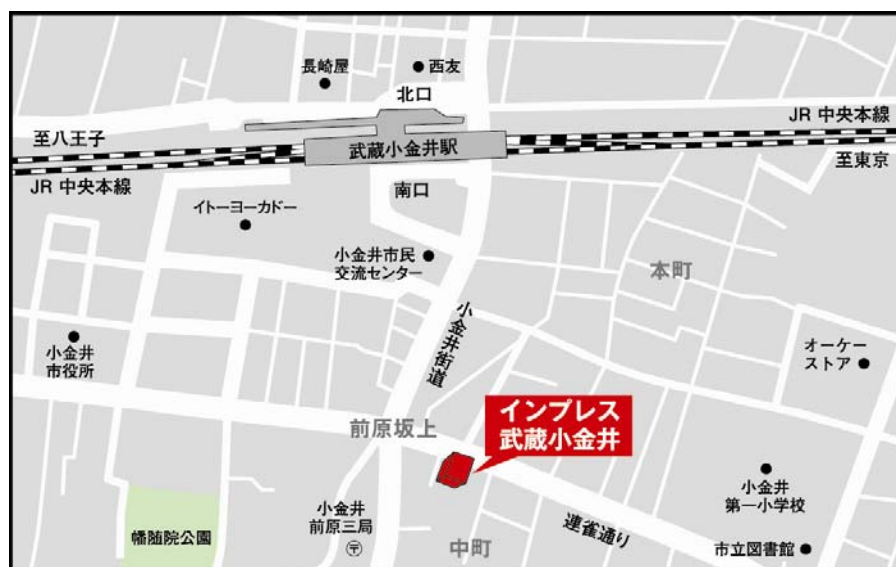 長崎屋
西友
北口
JR 中央本線
至八王子
武蔵小金井駅
至東京
JR 中央本線
南口
イトーヨーカドー
小金井市民
交流センター
本町
小金井街道
小金井
市役所
オーケー
ストア
インプレス
武蔵小金井
前原坂上
小金井
第一小学校
小金井
前原三局
〒
連雀通り
幡随院公園
中町
市立図書館